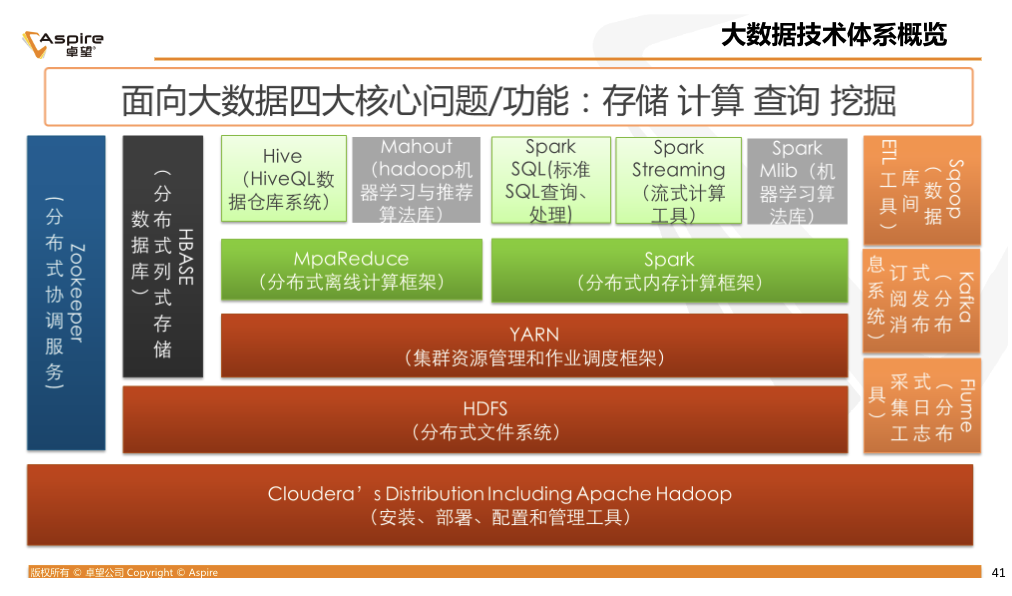 Aspire
卓望
大数据技术体系概览
面向大数据四大核心问题/功能：存储 计算 查询 挖掘
Zookeeper
（分布式协调服务）
HBASE
（分布式列式存储
数据库）
Hive
（HiveQL数
据仓库系统）
Mahout
（hadoop机
器学习与推荐
算法库）
Spark
SQL(标准
SQL查询、
处理)
Spark
Streaming
（流式计算
工具）
Spark
Mlib（机
器学习算
法库）
MpaReduce
（分布式离线计算框架）
Spark
（分布式内存计算框架）
YARN
（集群资源管理和作业调度框架）
HDFS
（分布式文件系统）
Sqoop
（数据
库间
ETL工具）
Kafka
（分布
式发布
订阅消
息系统）
Flume
（分布
式日志
采集工
具）
Cloudera’s Distribution Including Apache Hadoop
（安装、部署、配置和管理工具）
版权所有 © 卓望公司 Copyright © Aspire
41